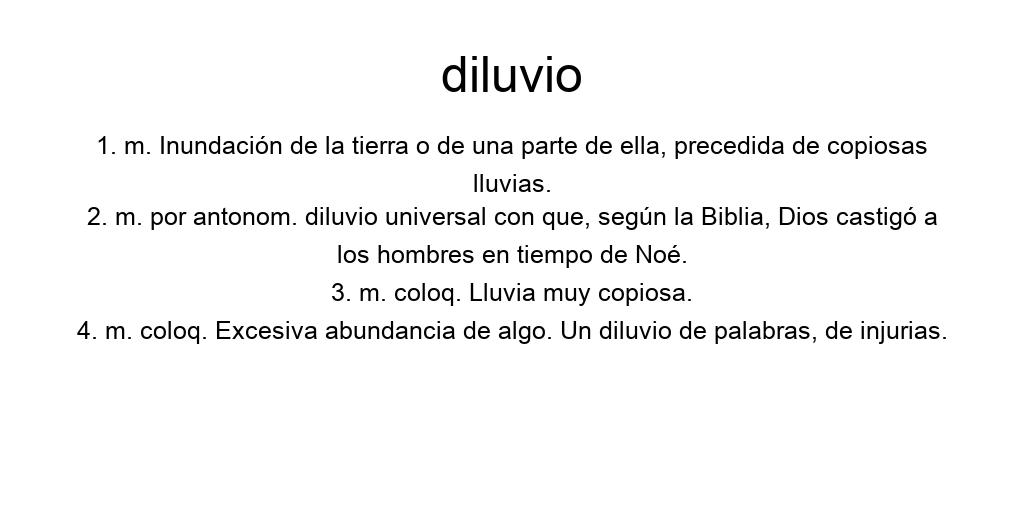 diluvio
1. m. Inundación de la tierra o de una parte de ella, precedida de copiosas
lluvias.
2. m. por antonom. diluvio universal con que, según la Biblia, Dios castigó a
los hombres en tiempo de Noé.
3. m. coloq. Lluvia muy copiosa.
4. m. coloq. Excesiva abundancia de algo. Un diluvio de palabras, de injurias.